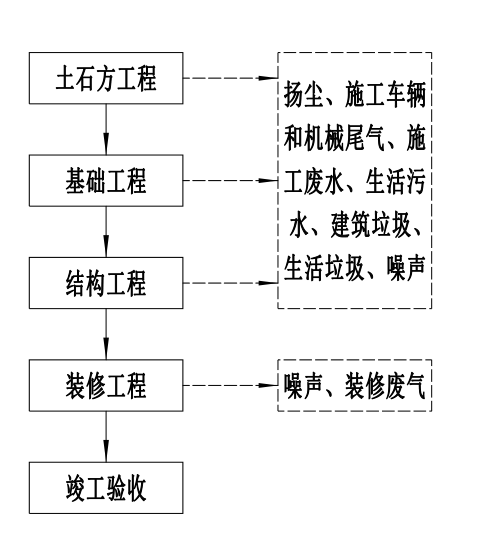 土石方工程
扬尘、施工车辆
和机械尾气、施
工废水、生活污
水、建筑垃圾、
生活垃圾、噪声
基础工程
结构工程
装修工程
噪声、装修废气
竣工验收